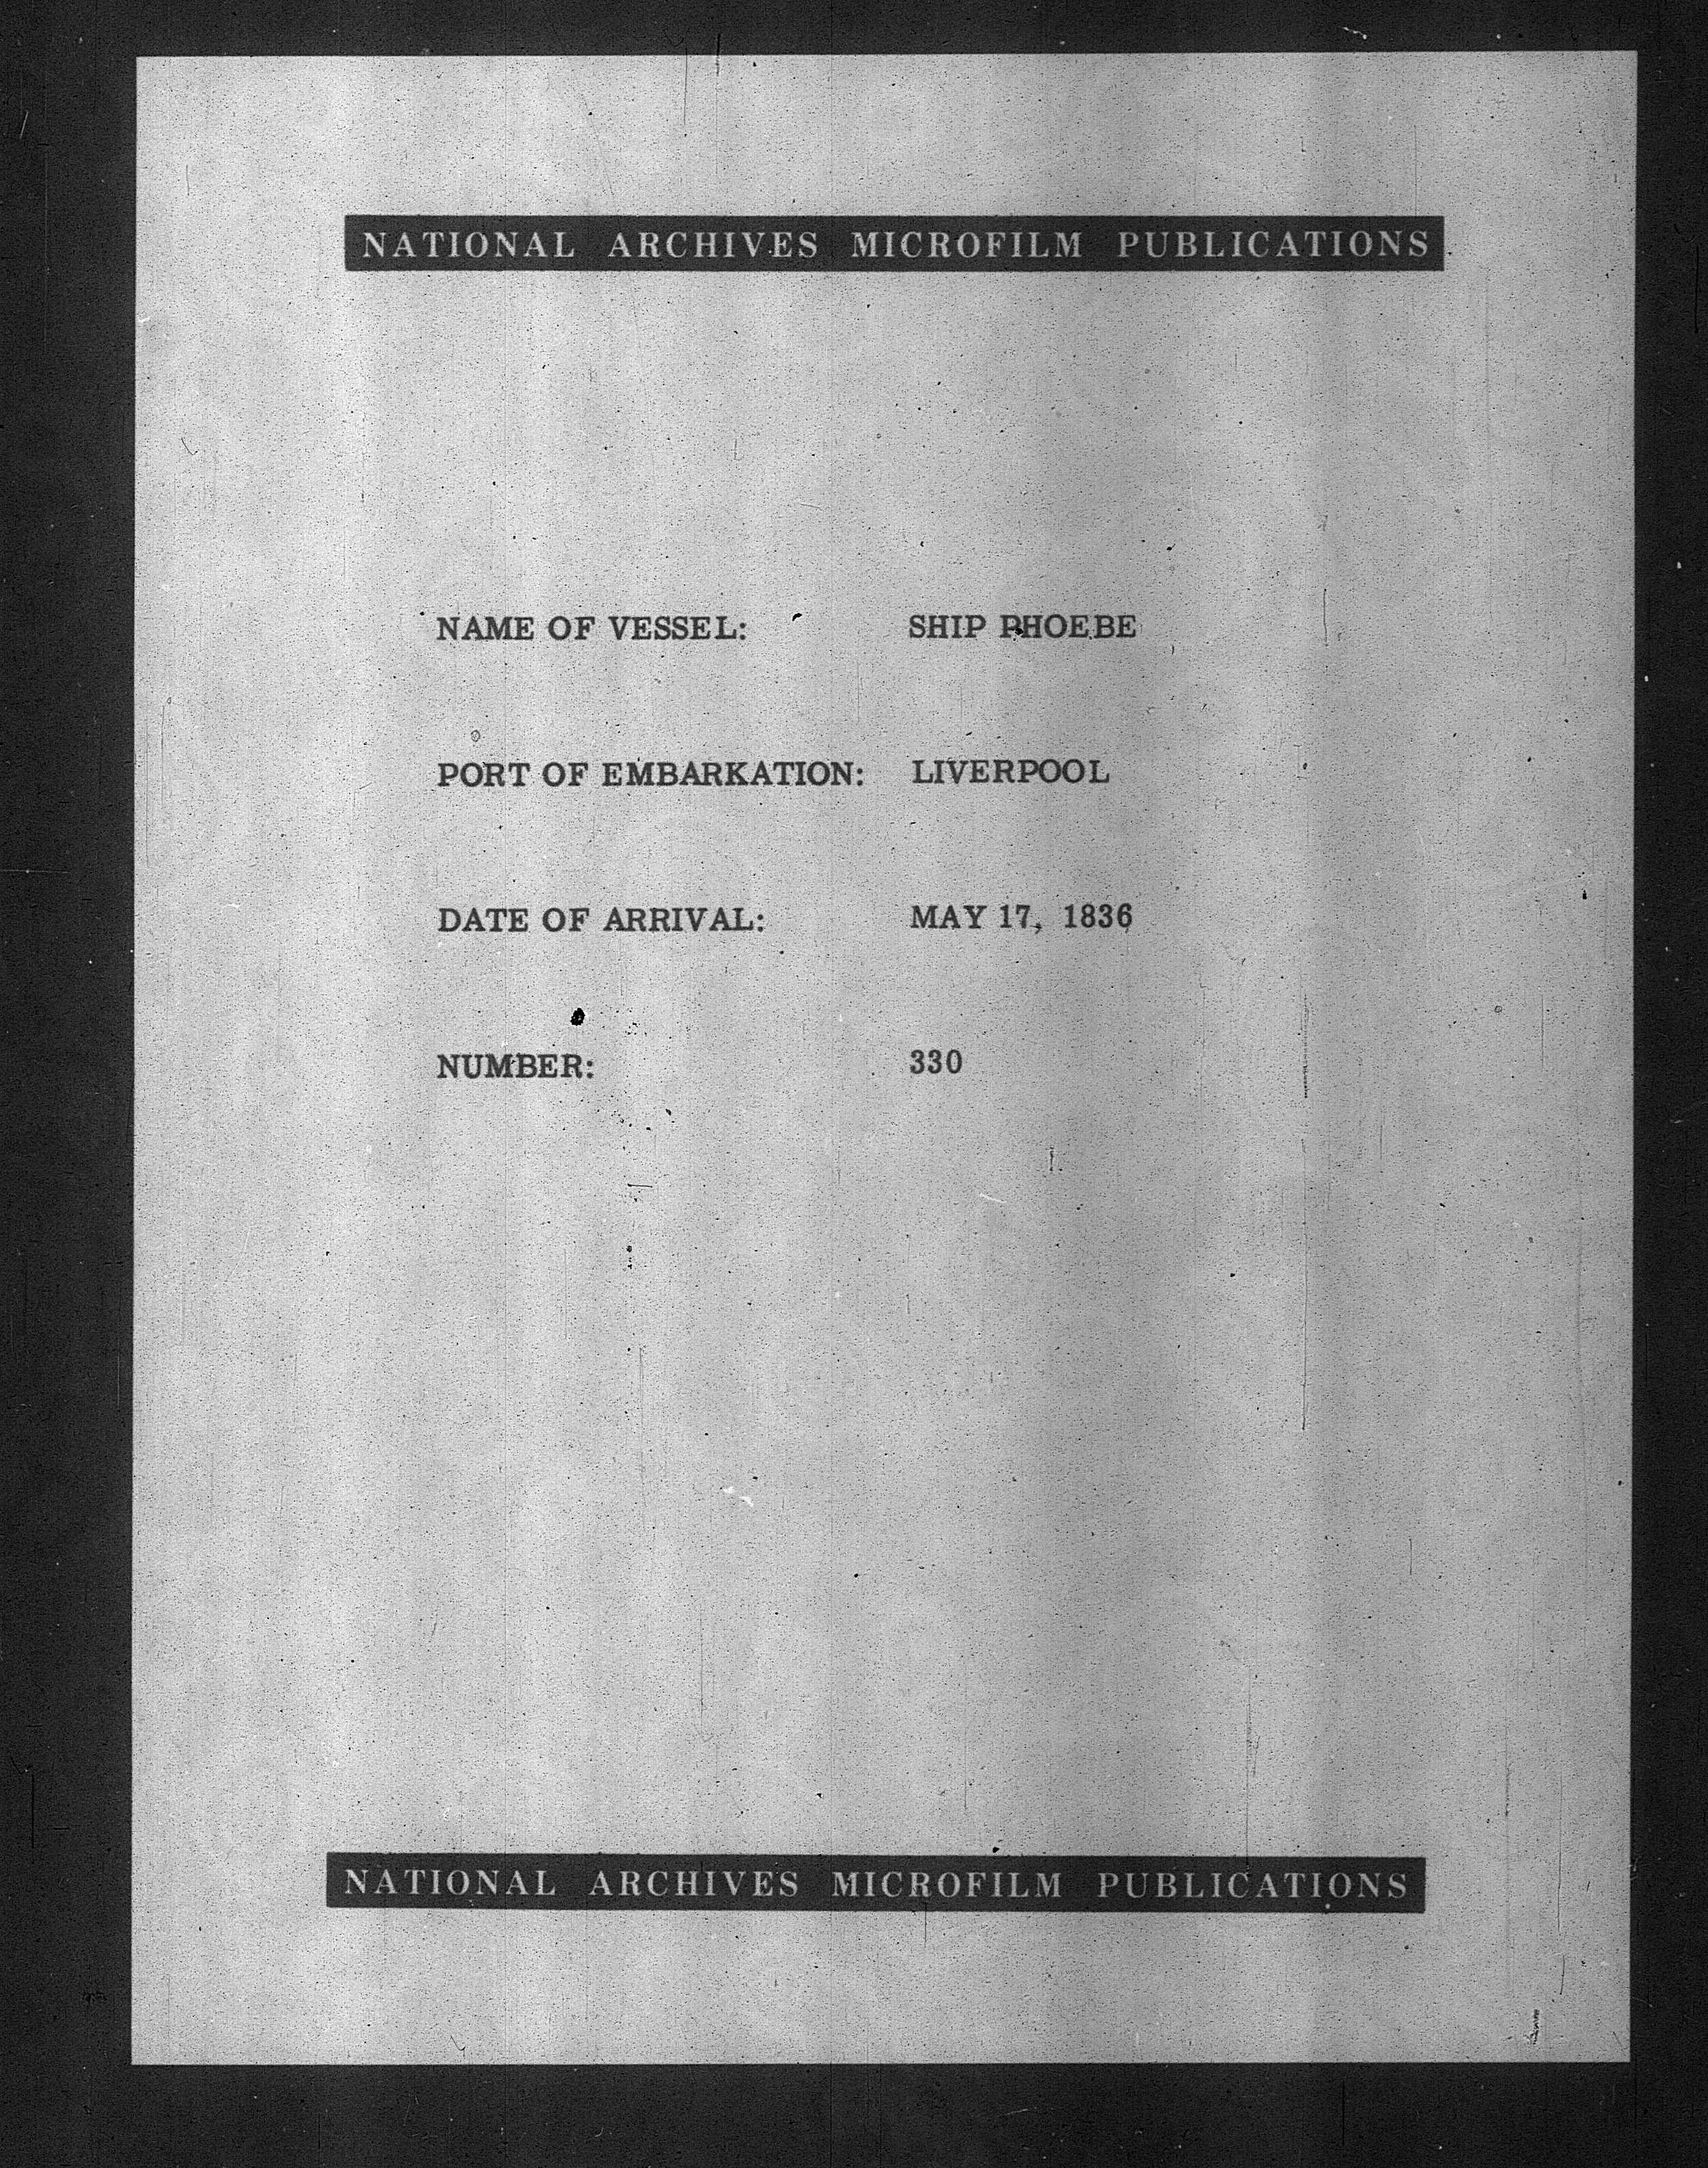 NATIONAL ARCHIVES MICROFILM PUBLICATIONS
NAME OF VESSEL: SHIP PHOEBE
PORT OF EMBARKATION: LIVERPOOL
DATE OF ARRIVAL: MAY 17, 1836
NUMBER: 330
NATIONAL ARCHIVES MICROFILM PUBLICATIONS